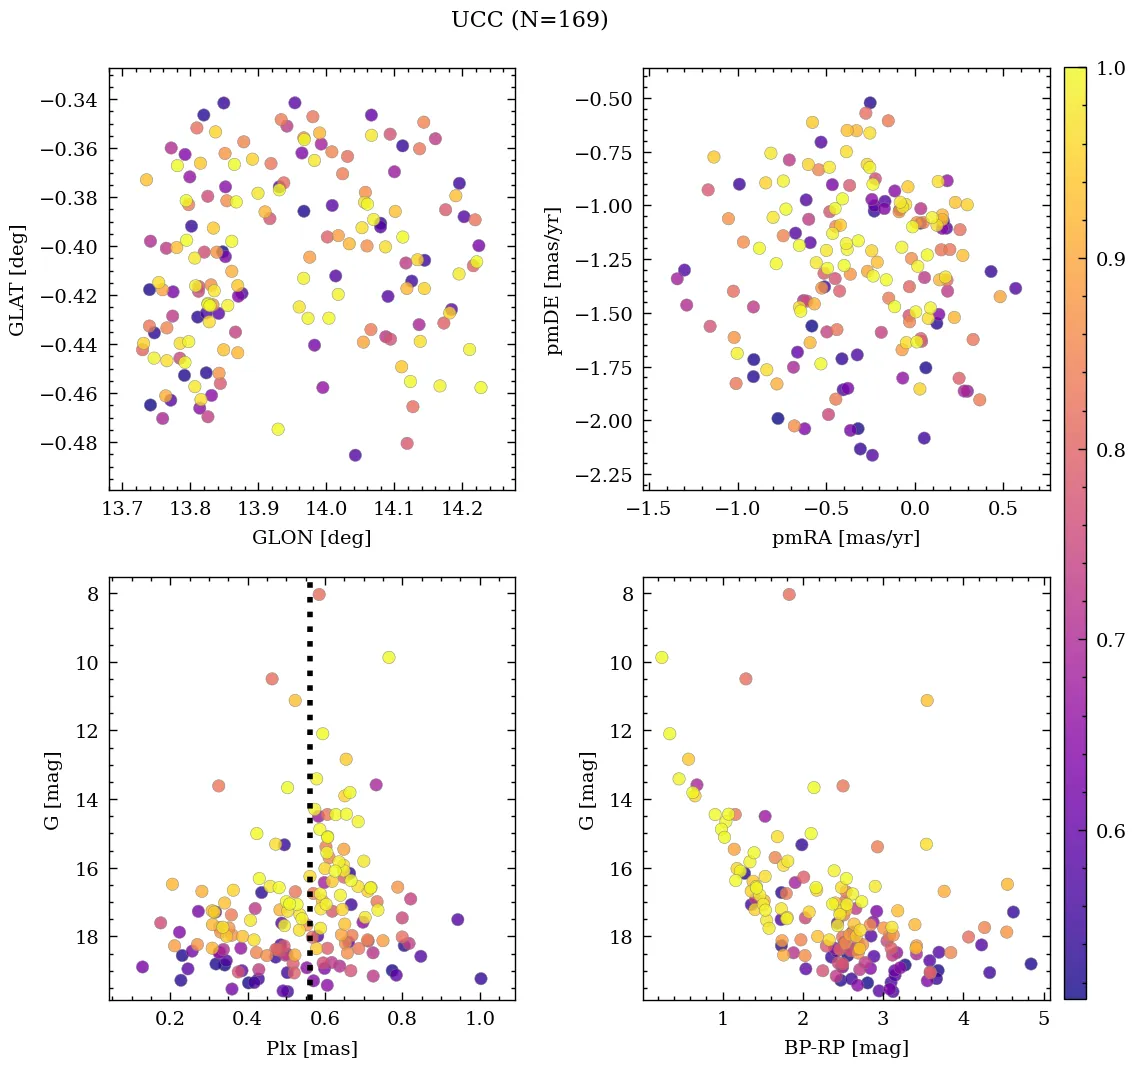 UCC (N=169)
−0.34
−0.36
−0.38
−0.40
−0.42
−0.44
−0.46
−0.48
GLAT [deg]
13.7 13.8 13.9 14.0 14.1 14.2
GLON [deg]
−0.50
−0.75
−1.00
−1.25
−1.50
−1.75
−2.00
−2.25
pmDE [mas/yr]
−1.5 −1.0 −0.5 0.0 0.5
pmRA [mas/yr]
8
10
12
14
16
18
G [mag]
0.2 0.4 0.6 0.8 1.0
Plx [mas]
8
10
12
14
16
18
G [mag]
1 2 3 4 5
BP-RP [mag]
1.0
0.9
0.8
0.7
0.6